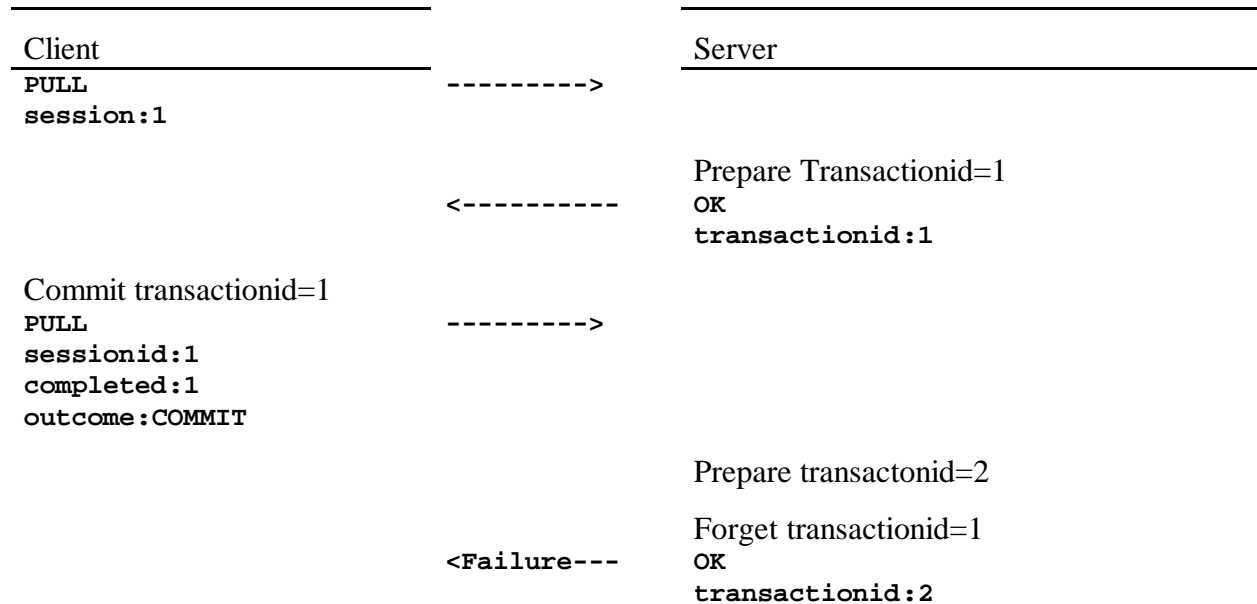 Client Server
PULL --------->
session:1
Prepare Transactionid=1
<---------- OK
transactionid:1
Commit transactionid=1
PULL --------->
sessionid:1
completed:1
outcome:COMMIT
Prepare transactonid=2
Forget transactionid=1
<Failure--- OK
transactionid:2